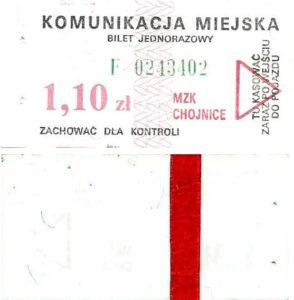 KOMUNIKACJA MIEJSKA
BILET JEDNORAZOWY
F 0243402
1,10 zł
MZK
CHOJNICE
ZACHOWAĆ DLA KONTROLI
TU KASOWAĆ
ZARAZ PO WEJŚCIU
DO POJAZDU